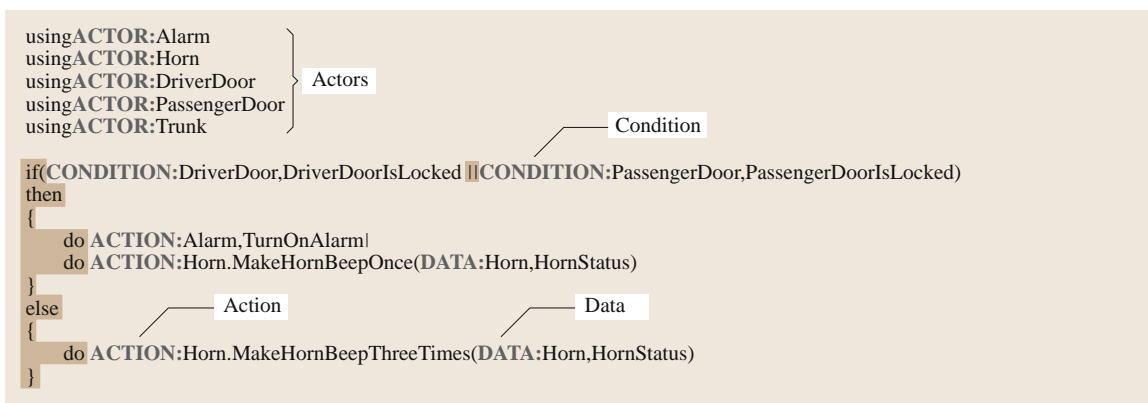 usingACTOR:Alarm
usingACTOR:Horn
usingACTOR:DriverDoor
usingACTOR:PassengerDoor
usingACTOR:Trunk
Actors
Condition
if(CONDITION:DriverDoor,DriverDoorIsLocked ||CONDITION:PassengerDoor,PassengerDoorIsLocked)
then
{
do ACTION:Alarm,TurnOnAlarm|
do ACTION:Horn.MakeHornBeepOnce(DATA:Horn,HornStatus)
}
else
Action
Data
{
do ACTION:Horn.MakeHornBeepThreeTimes(DATA:Horn,HornStatus)
}